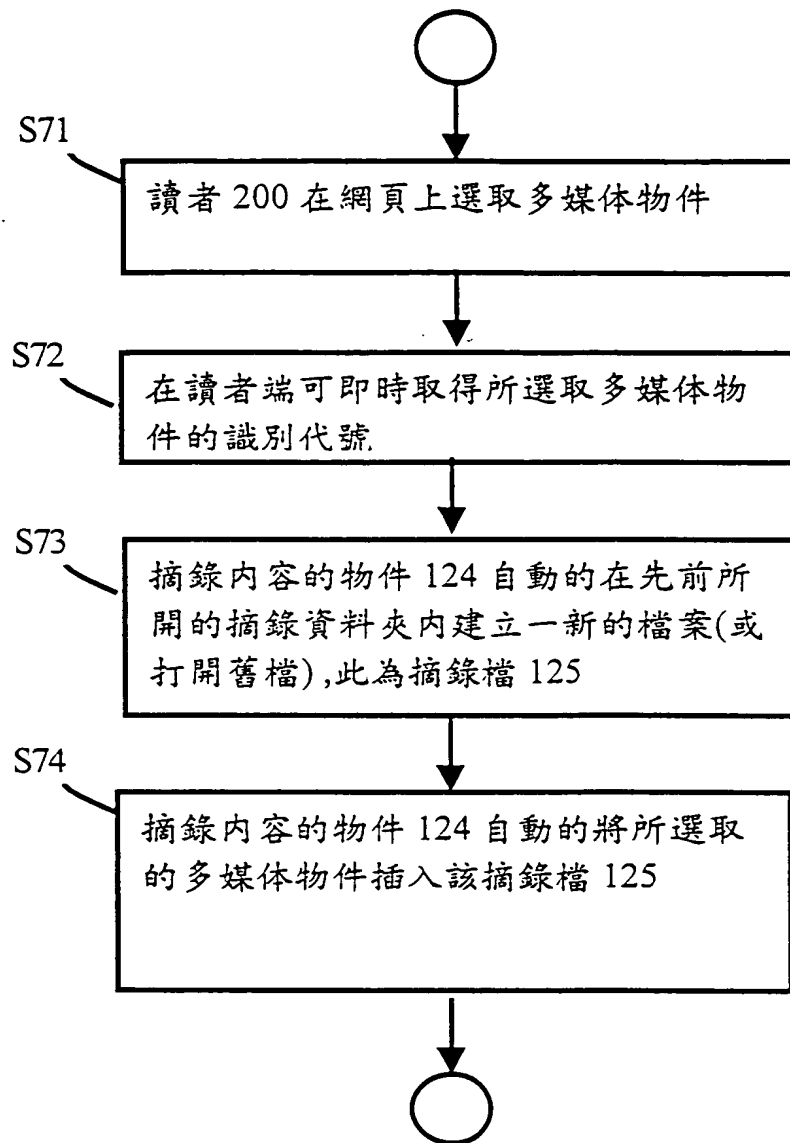 S71
讀者 200 在網頁上選取多媒体物件
S72
在讀者端可即時取得所選取多媒体物
件的識別代號
S73
摘錄內容的物件 124 自動的在先前所
開的摘錄資料夾內建立一新的檔案(或
打開舊檔),此為摘錄檔 125
S74
摘錄內容的物件 124 自動的將所選取
的多媒体物件插入該摘錄檔 125